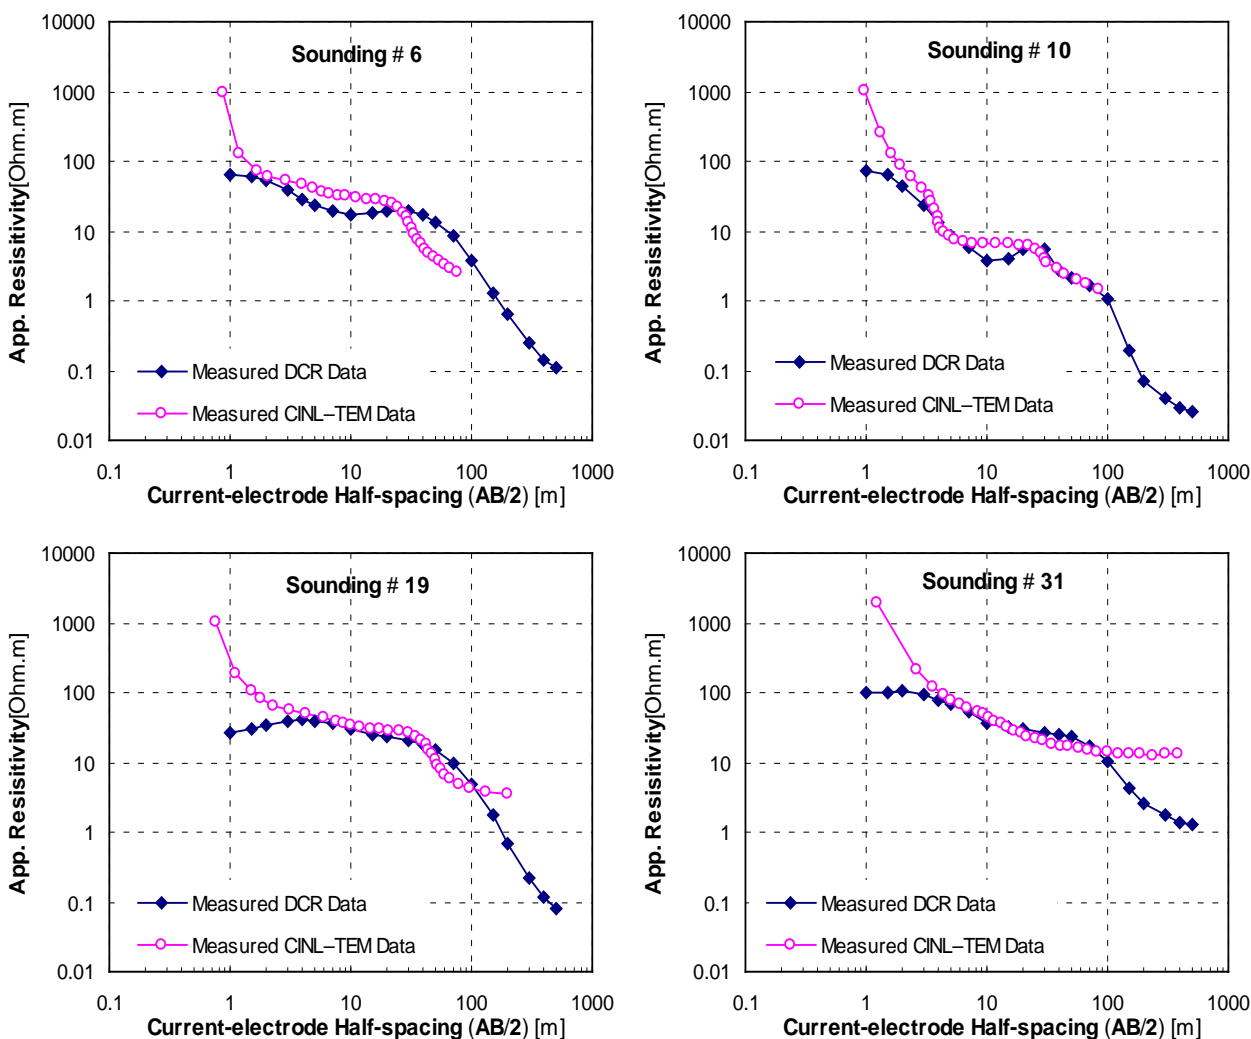 Sounding # 6
App. Resisitivity[Ohm.m]
10000
1000
100
10
1
0.1
0.01
Measured DCR Data
Measured CINL–TEM Data
0.1 1 10 100 1000
Current-electrode Half-spacing (AB/2) [m]
Sounding # 10
App. Resisitivity[Ohm.m]
10000
1000
100
10
1
0.1
0.01
Measured DCR Data
Measured CINL–TEM Data
0.1 1 10 100 1000
Current-electrode Half-spacing (AB/2) [m]
Sounding # 19
App. Resisitivity[Ohm.m]
10000
1000
100
10
1
0.1
0.01
Measured DCR Data
Measured CINL–TEM Data
0.1 1 10 100 1000
Current-electrode Half-spacing (AB/2) [m]
Sounding # 31
App. Resisitivity[Ohm.m]
10000
1000
100
10
1
0.1
0.01
Measured DCR Data
Measured CINL–TEM Data
0.1 1 10 100 1000
Current-electrode Half-spacing (AB/2) [m]